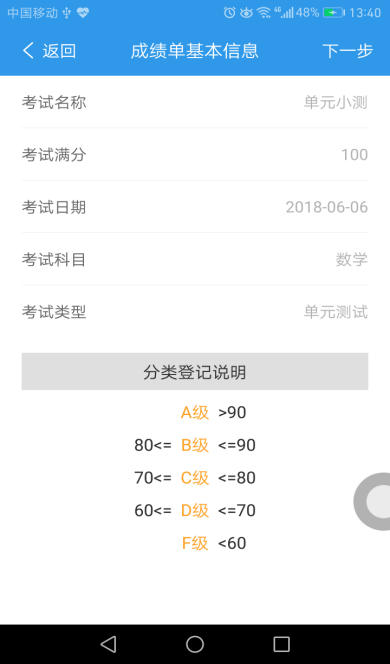 中国移动 48% 13:40
返回 成绩单基本信息 下一步
考试名称 单元小测
考试满分 100
考试日期 2018-06-06
考试科目 数学
考试类型 单元测试
分类登记说明
A级 >90
80<= B级 <=90
70<= C级 <=80
60<= D级 <=70
F级 <60